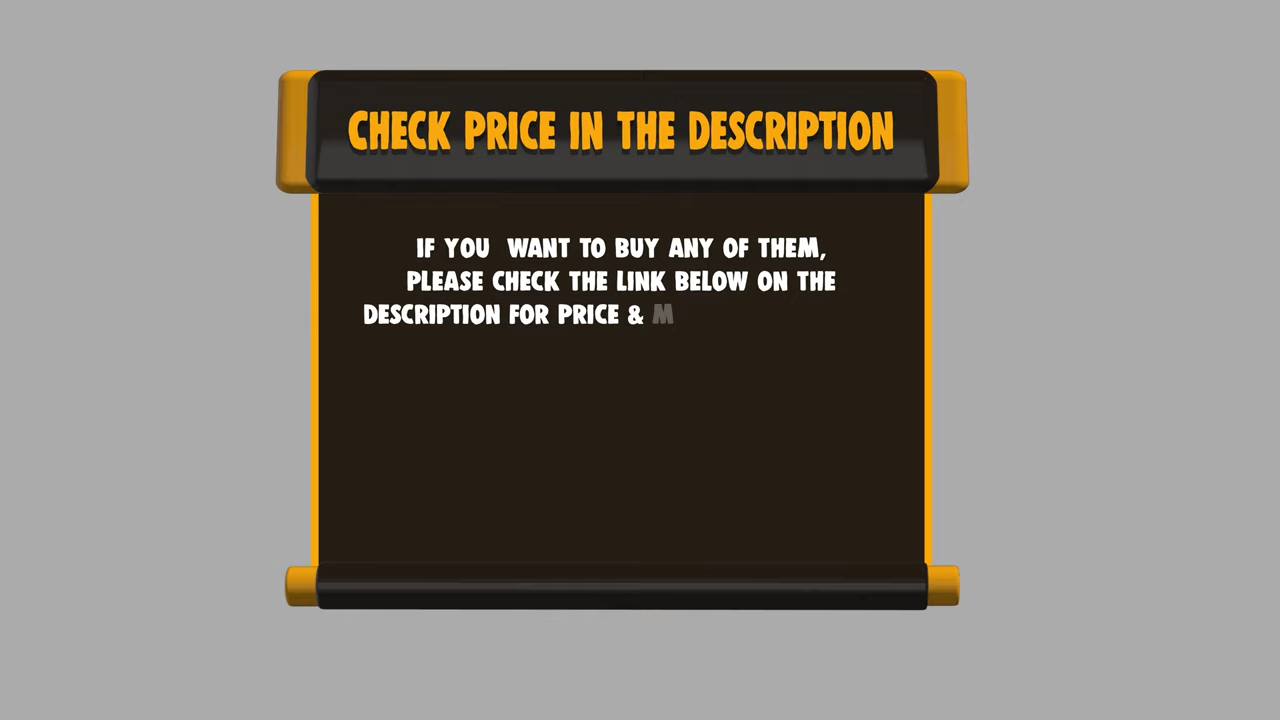 CHECK PRICE IN THE DESCRIPTION
IF YOU WANT TO BUY ANY OF THEM,
PLEASE CHECK THE LINK BELOW ON THE
DESCRIPTION FOR PRICE & M